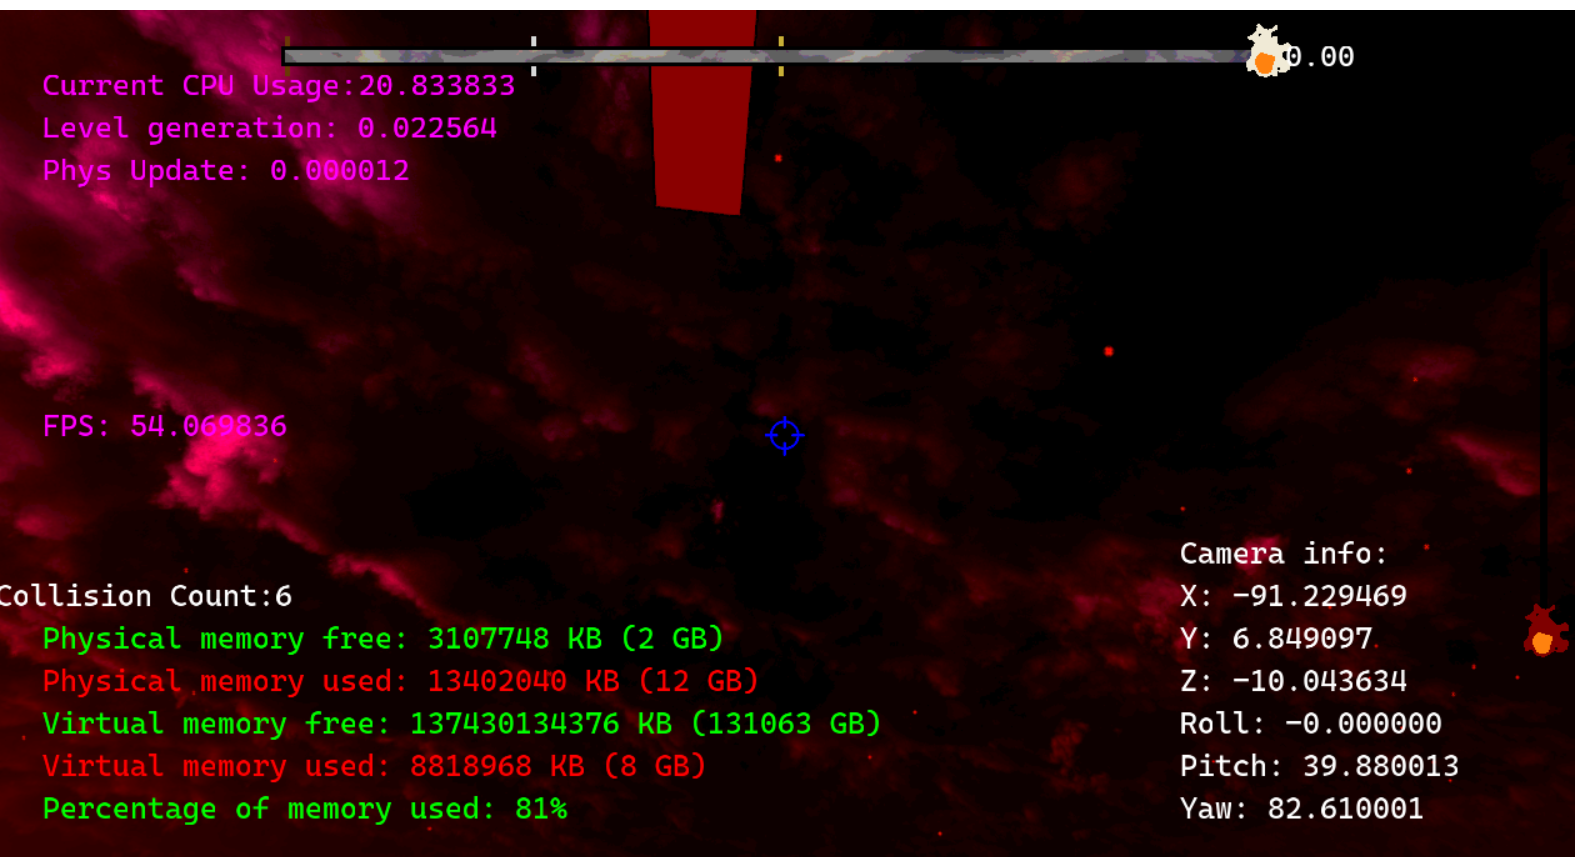 0.00
Current CPU Usage:20.833833
Level generation: 0.022564
Phys Update: 0.000012
FPS: 54.069836
Camera info:
Collision Count:6
X: -91.229469
Physical memory free: 3107748 KB (2 GB)
Y: 6.849097
Physical memory used: 13402040 KB (12 GB)
Z: -10.043634
Virtual memory free: 137430134376 KB (131063 GB)
Roll: -0.000000
Virtual memory used: 8818968 KB (8 GB)
Pitch: 39.880013
Percentage of memory used: 81%
Yaw: 82.610001